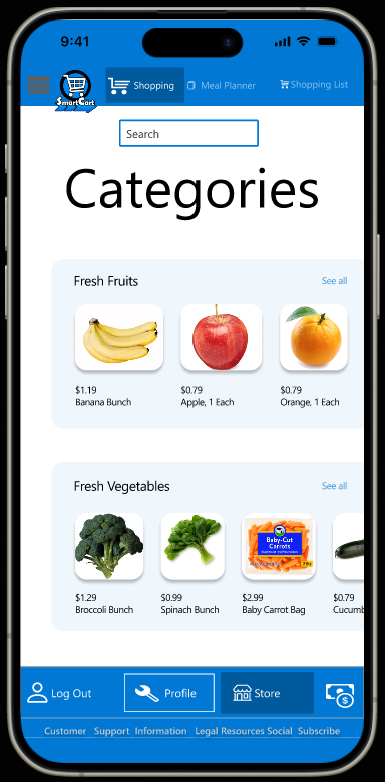 9:41
SmartCart
Shopping
Meal Planner
Shopping List
Search
Categories
Fresh Fruits
See all
$1.19
Banana Bunch
$0.79
Apple, 1 Each
$0.79
Orange, 1 Each
Fresh Vegetables
See all
Baby-Cut
Carrots
$1.29
Broccoli Bunch
$0.99
Spinach Bunch
$2.99
Baby Carrot Bag
$0.79
Cucumb
Log Out
Profile
Store
Customer Support Information Legal Resources Social Subscribe